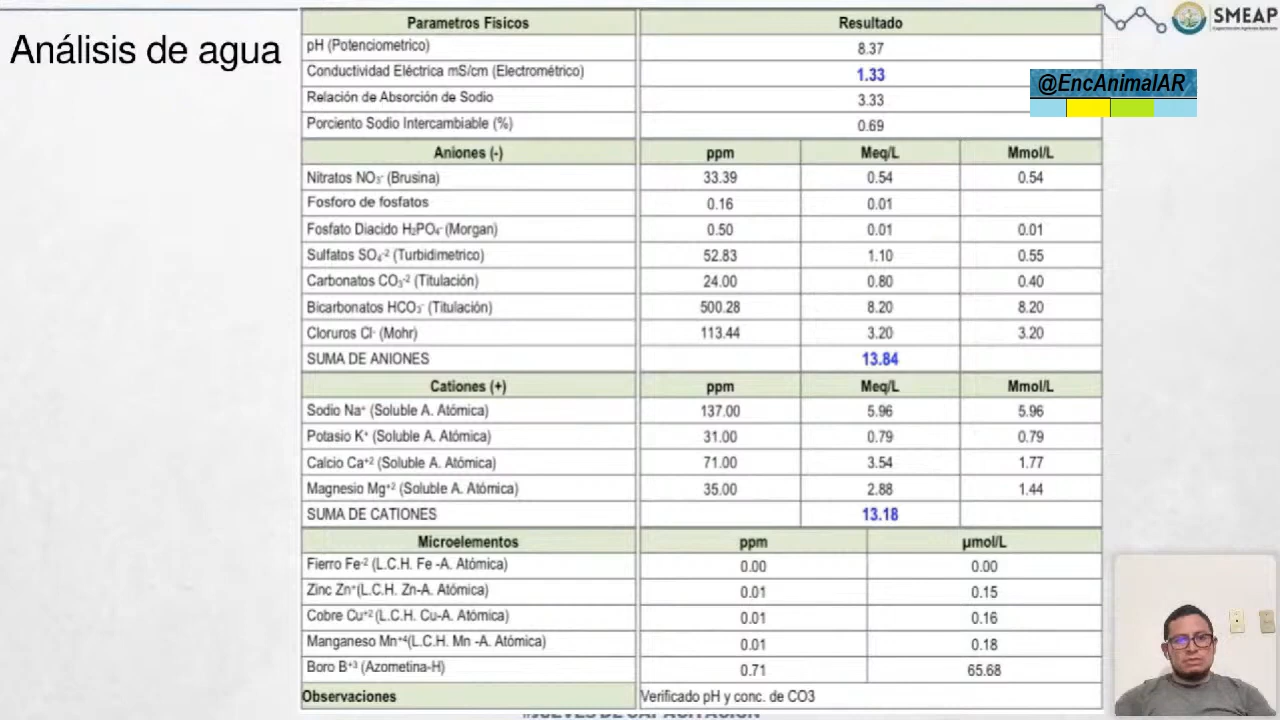 Análisis de agua
SMEAP
@EncAnimalAR
Parametros Fisicos Resultado
pH (Potenciometrico) 8.37
Conductividad Eléctrica mS/cm (Electrométrico) 1.33
Relación de Absorción de Sodio 3.33
Porciento Sodio Intercambiable (%) 0.69
Aniones (-) ppm Meq/L Mmol/L
Nitratos NO₃⁻ (Brusina) 33.39 0.54 0.54
Fosforo de fosfatos 0.16 0.01
Fosfato Diacido H₂PO₄⁻ (Morgan) 0.50 0.01 0.01
Sulfatos SO₄⁻² (Turbidimetrico) 52.83 1.10 0.55
Carbonatos CO₃⁻² (Titulación) 24.00 0.80 0.40
Bicarbonatos HCO₃⁻ (Titulación) 500.28 8.20 8.20
Cloruros Cl⁻ (Mohr) 113.44 3.20 3.20
SUMA DE ANIONES 13.84
Cationes (+) ppm Meq/L Mmol/L
Sodio Na⁺ (Soluble A. Atómica) 137.00 5.96 5.96
Potasio K⁺ (Soluble A. Atómica) 31.00 0.79 0.79
Calcio Ca⁺² (Soluble A. Atómica) 71.00 3.54 1.77
Magnesio Mg⁺² (Soluble A. Atómica) 35.00 2.88 1.44
SUMA DE CATIONES 13.18
Microelementos ppm µmol/L
Fierro Fe⁻² (L.C.H. Fe -A. Atómica) 0.00 0.00
Zinc Zn⁺(L.C.H. Zn-A. Atómica) 0.01 0.15
Cobre Cu⁺² (L.C.H. Cu-A. Atómica) 0.01 0.16
Manganeso Mn⁺⁴(L.C.H. Mn -A. Atómica) 0.01 0.18
Boro B⁺³ (Azometina-H) 0.71 65.68
Observaciones Verificado pH y conc. de CO3
#JUEVES DE CAPACITACIÓN